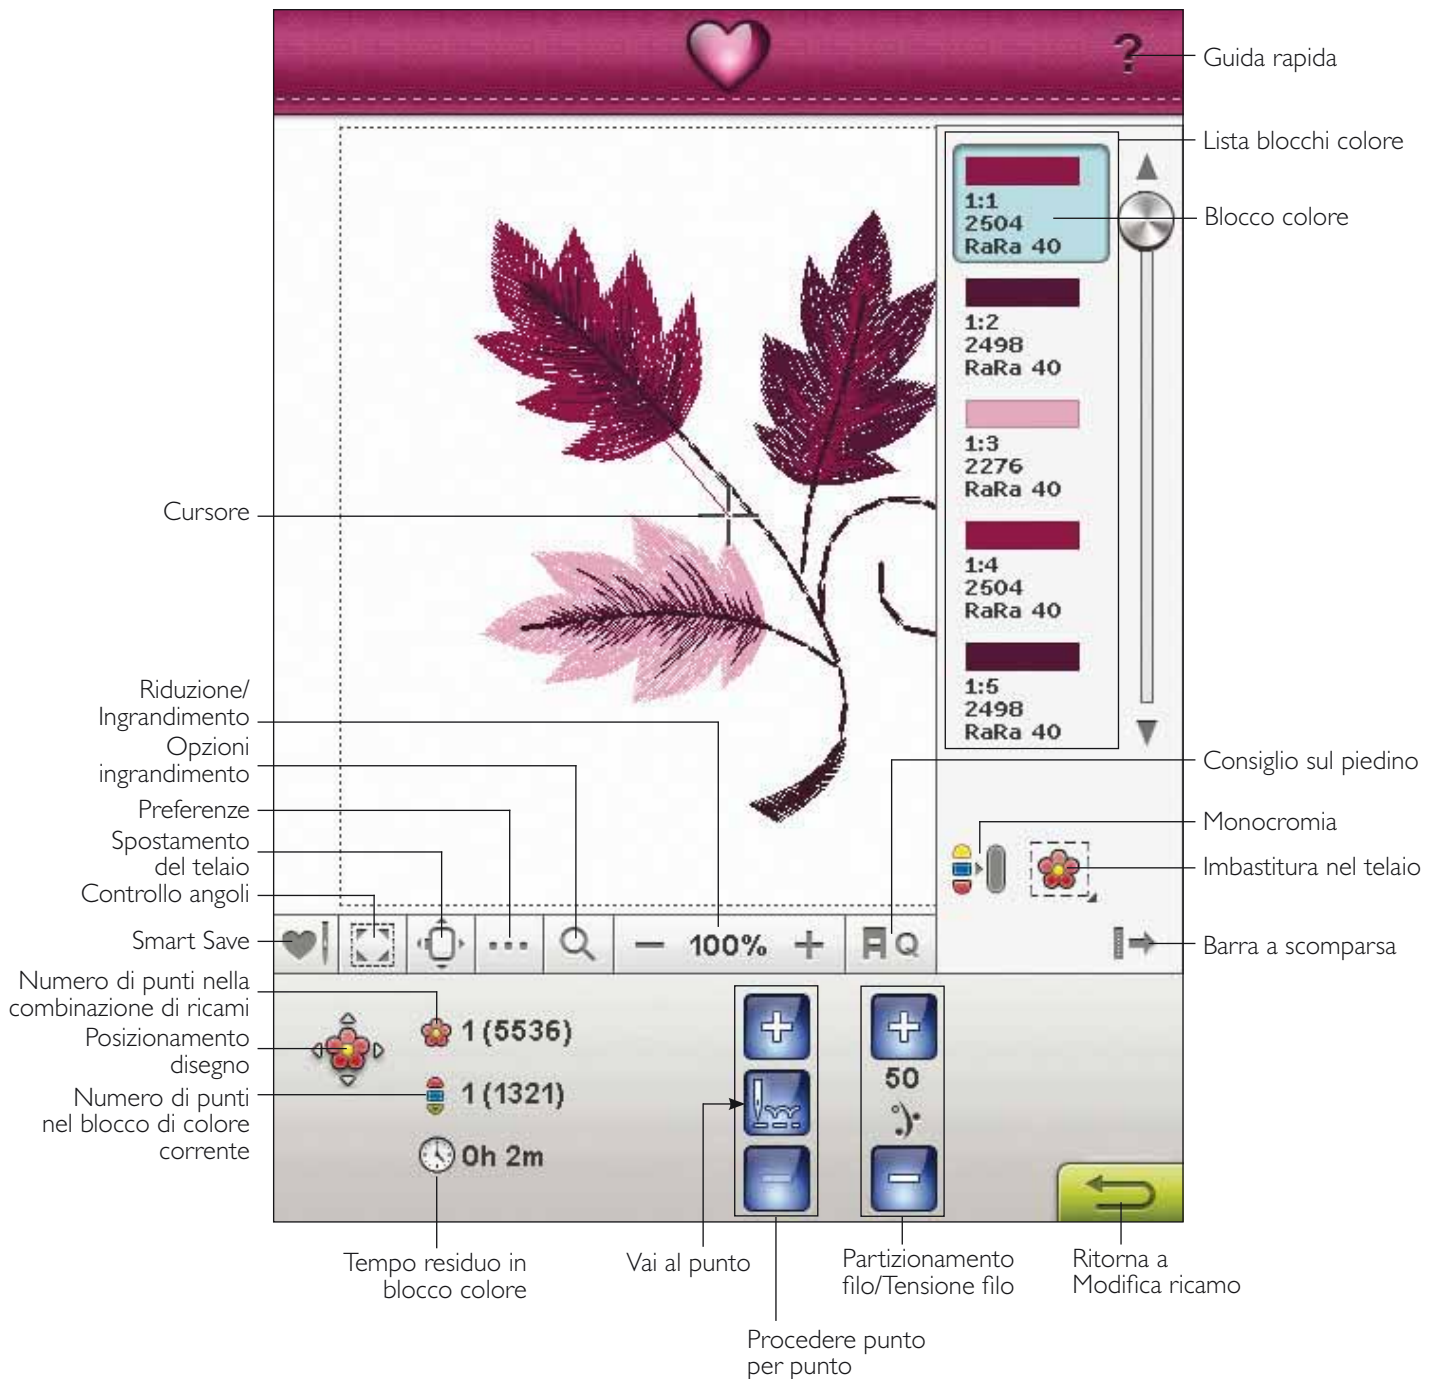 ?
Guida rapida
Lista blocchi colore
1:1
2504
RaRa 40
Blocco colore
1:2
2498
RaRa 40
1:3
2276
RaRa 40
Cursore
1:4
2504
RaRa 40
1:5
2498
RaRa 40
Riduzione/
Ingrandimento
Opzioni
ingrandimento
Preferenze
Spostamento
del telaio
Controllo angoli
Smart Save
Consiglio sul piedino
Monocromia
Imbastitura nel telaio
Barra a scomparsa
— 100% +
Q
Numero di punti nella
combinazione di ricami
Posizionamento
disegno
Numero di punti
nel blocco di colore
corrente
1 (5536)
1 (1321)
0h 2m
50
Tempo residuo in
blocco colore
Vai al punto
Procedere punto
per punto
Partizionamento
filo/Tensione filo
Ritorna a
Modifica ricamo